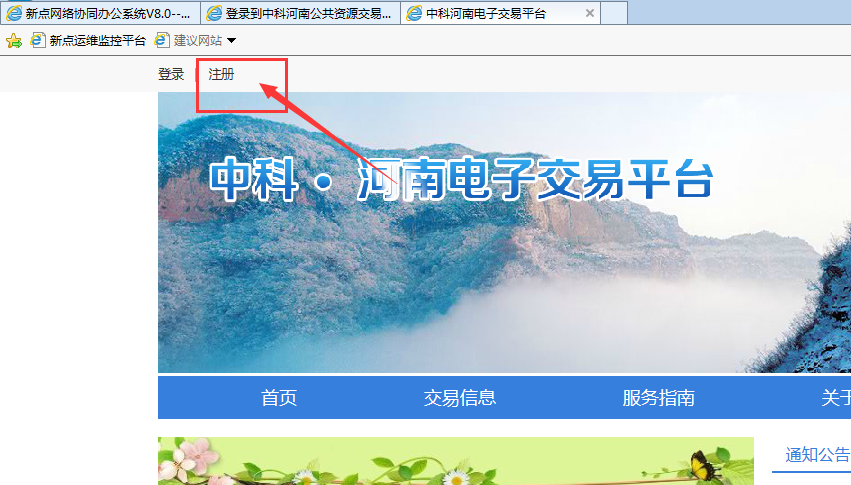 新点网络协同办公系统V8.0--...
登录到中科河南公共资源交易...
中科河南电子交易平台
新点运维监控平台
建议网站
登录 | 注册
中科·河南电子交易平台
首页
交易信息
服务指南
关于
通知公告